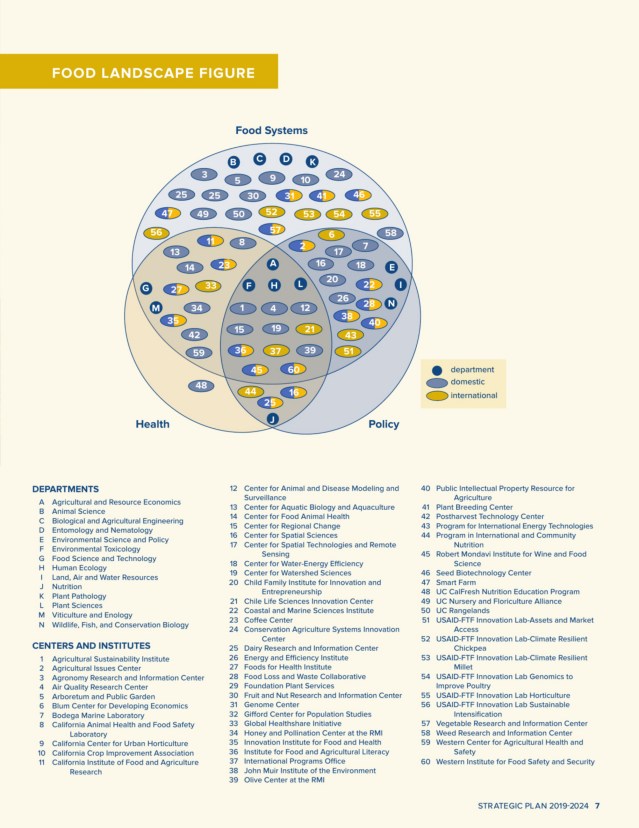 FOOD LANDSCAPE FIGURE
Food Systems
B C D K
3 5 9 10 24
25 25 30 31 41 46
47 49 50 52 53 54 55
56 57 58
11 8 2 6 7
13 17
14 23 A 16 18 E
G 27 33 F H L 20 22 I
M 34 1 4 12 26 28 N
35 38 40
42 15 19 21 43
59 36 37 39 51
45 60
48 44 16
25
J
Health
Policy
department
domestic
international
DEPARTMENTS
A Agricultural and Resource Economics
B Animal Science
C Biological and Agricultural Engineering
D Entomology and Nematology
E Environmental Science and Policy
F Environmental Toxicology
G Food Science and Technology
H Human Ecology
I Land, Air and Water Resources
J Nutrition
K Plant Pathology
L Plant Sciences
M Viticulture and Enology
N Wildlife, Fish, and Conservation Biology
CENTERS AND INSTITUTES
1 Agricultural Sustainability Institute
2 Agricultural Issues Center
3 Agronomy Research and Information Center
4 Air Quality Research Center
5 Arboretum and Public Garden
6 Blum Center for Developing Economies
7 Bodega Marine Laboratory
8 California Animal Health and Food Safety
Laboratory
9 California Center for Urban Horticulture
10 California Crop Improvement Association
11 California Institute of Food and Agriculture
Research
12 Center for Animal and Disease Modeling and
Surveillance
13 Center for Aquatic Biology and Aquaculture
14 Center for Food Animal Health
15 Center for Regional Change
16 Center for Spatial Sciences
17 Center for Spatial Technologies and Remote
Sensing
18 Center for Water-Energy Efficiency
19 Center for Watershed Sciences
20 Child Family Institute for Innovation and
Entrepreneurship
21 Chile Life Sciences Innovation Center
22 Coastal and Marine Sciences Institute
23 Coffee Center
24 Conservation Agriculture Systems Innovation
Center
25 Dairy Research and Information Center
26 Energy and Efficiency Institute
27 Foods for Health Institute
28 Food Loss and Waste Collaborative
29 Foundation Plant Services
30 Fruit and Nut Research and Information Center
31 Genome Center
32 Gifford Center for Population Studies
33 Global Healthshare Initiative
34 Honey and Pollination Center at the RMI
35 Innovation Institute for Food and Health
36 Institute for Food and Agricultural Literacy
37 International Programs Office
38 John Muir Institute of the Environment
39 Olive Center at the RMI
40 Public Intellectual Property Resource for
Agriculture
41 Plant Breeding Center
42 Postharvest Technology Center
43 Program for International Energy Technologies
44 Program in International and Community
Nutrition
45 Robert Mondavi Institute for Wine and Food
Science
46 Seed Biotechnology Center
47 Smart Farm
48 UC CalFresh Nutrition Education Program
49 UC Nursery and Floriculture Alliance
50 UC Rangelands
51 USAID-FTF Innovation Lab-Assets and Market
Access
52 USAID-FTF Innovation Lab-Climate Resilient
Chickpea
53 USAID-FTF Innovation Lab-Climate Resilient
Millet
54 USAID-FTF Innovation Lab Genomics to
Improve Poultry
55 USAID-FTF Innovation Lab Horticulture
56 USAID-FTF Innovation Lab Sustainable
Intensification
57 Vegetable Research and Information Center
58 Weed Research and Information Center
59 Western Center for Agricultural Health and
Safety
60 Western Institute for Food Safety and Security
STRATEGIC PLAN 2019-2024 7